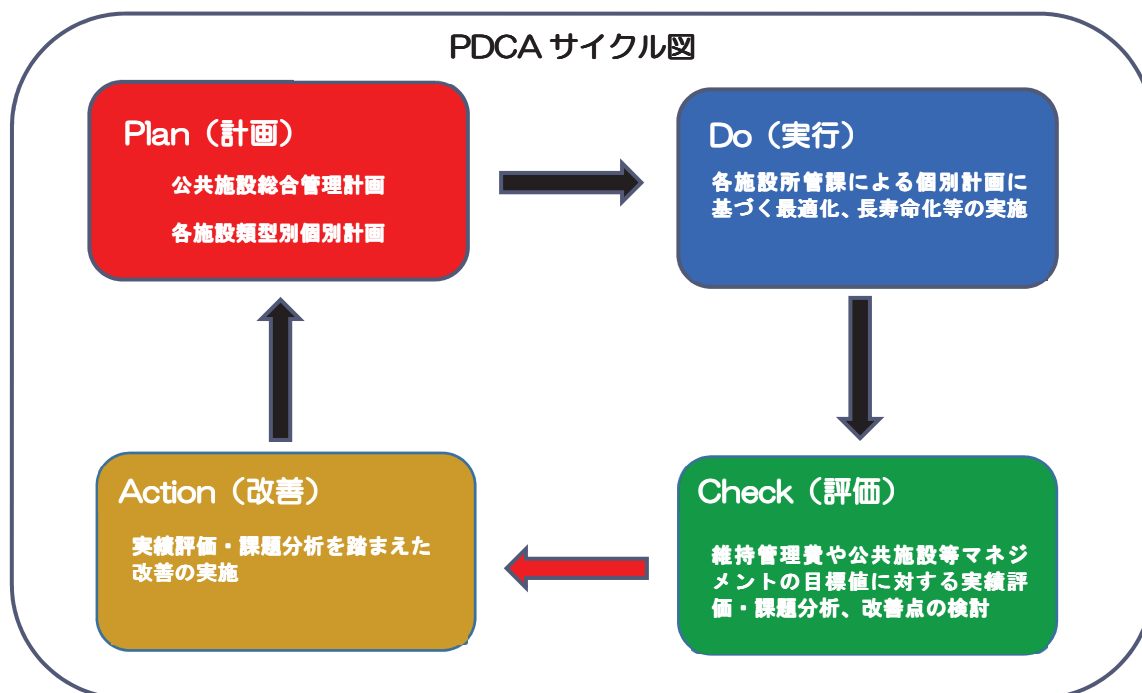 PDCA サイクル図
Plan（計画）
公共施設総合管理計画
各施設類型別個別計画
Do（実行）
各施設所管課による個別計画に
基づく最適化、長寿命化等の実施
Action（改善）
実績評価・課題分析を踏まえた
改善の実施
Check（評価）
維持管理費や公共施設等マネジ
メントの目標値に対する実績評
価・課題分析、改善点の検討